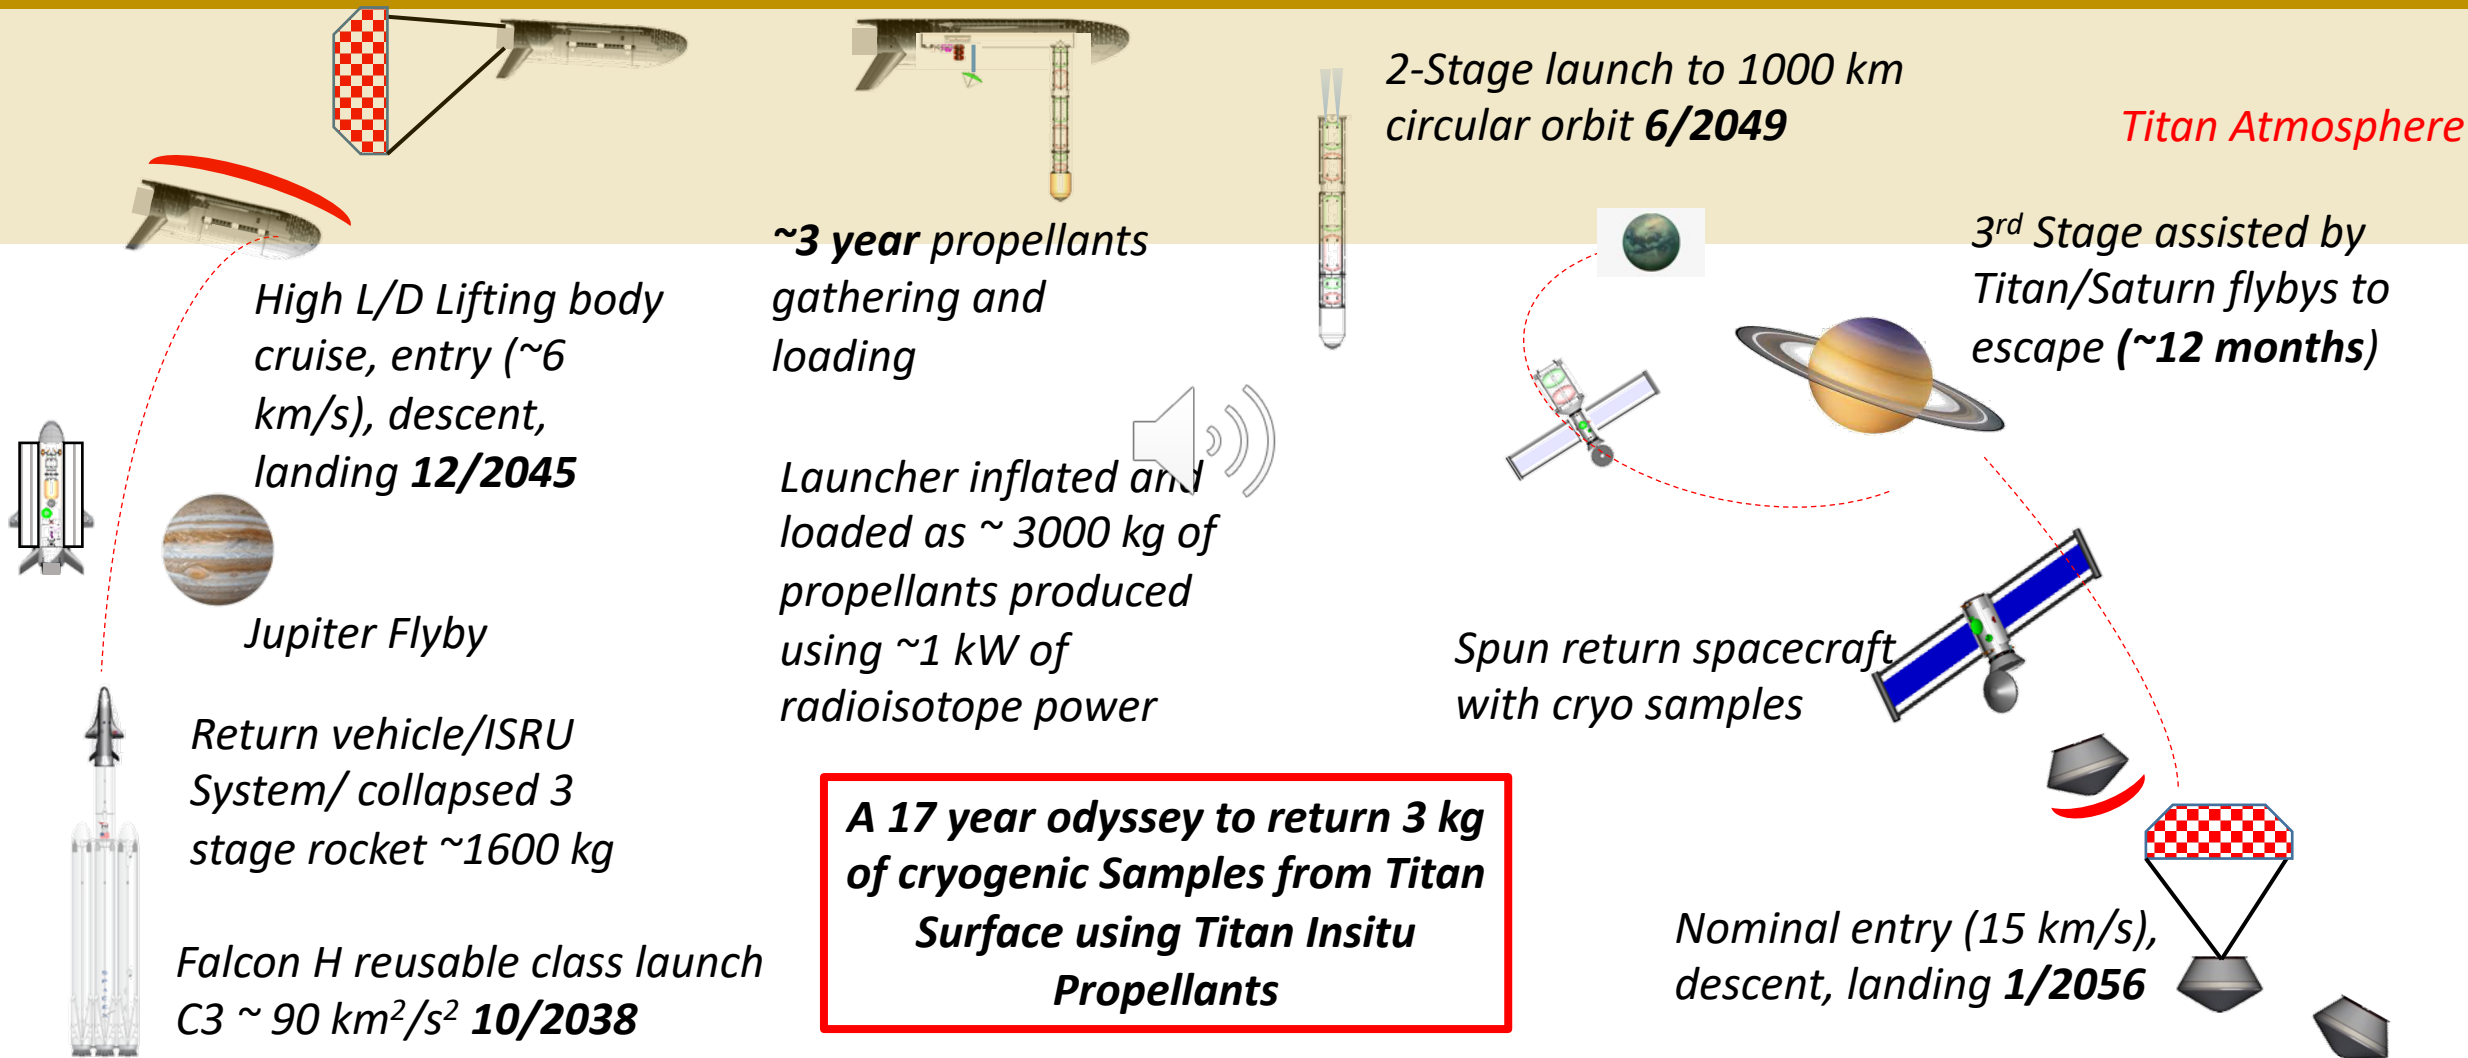 2-Stage launch to 1000 km
circular orbit 6/2049
Titan Atmosphere
3rd Stage assisted by
Titan/Saturn flybys to
escape (~12 months)
~3 year propellants
gathering and
loading
High L/D Lifting body
cruise, entry (~6
km/s), descent,
landing 12/2045
Launcher inflated and
loaded as ~ 3000 kg of
propellants produced
using ~1 kW of
radioisotope power
Jupiter Flyby
Spun return spacecraft
with cryo samples
Return vehicle/ISRU
System/ collapsed 3
stage rocket ~1600 kg
A 17 year odyssey to return 3 kg
of cryogenic Samples from Titan
Surface using Titan Insitu
Propellants
Nominal entry (15 km/s),
descent, landing 1/2056
Falcon H reusable class launch
C3 ~ 90 km²/s² 10/2038